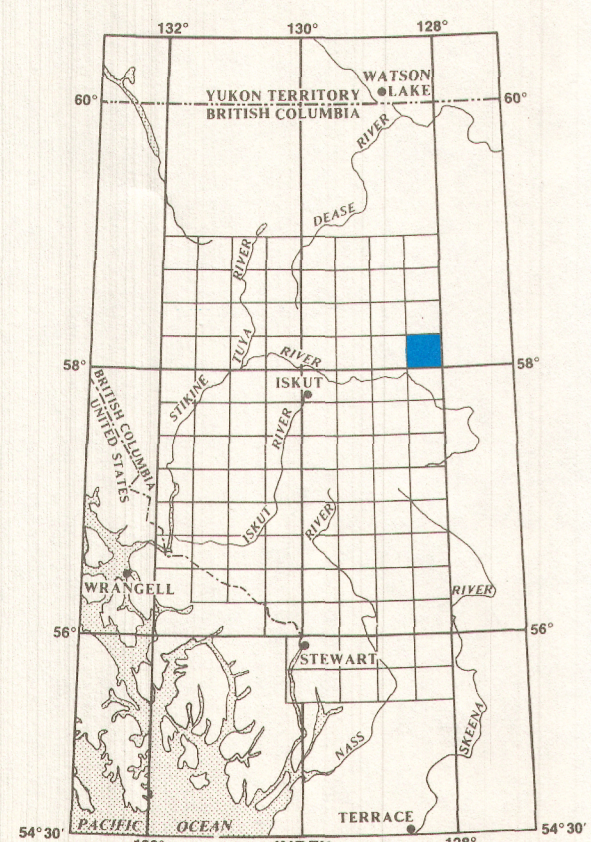 132°
130°
128°
WATSON
LAKE
60°
60°
YUKON TERRITORY
BRITISH COLUMBIA
RIVER
DEASE
RIVER
TUYA
58°
58°
RIVER
ISKUT
STIKINE
BRITISH COLUMBIA
UNITED STATES
RIVER
ISKUT
RIVER
WRANGELL
RIVER
56°
56°
STEWART
SKEENA
NASS
TERRACE
54°30'
PACIFIC OCEAN
54°30'
128°